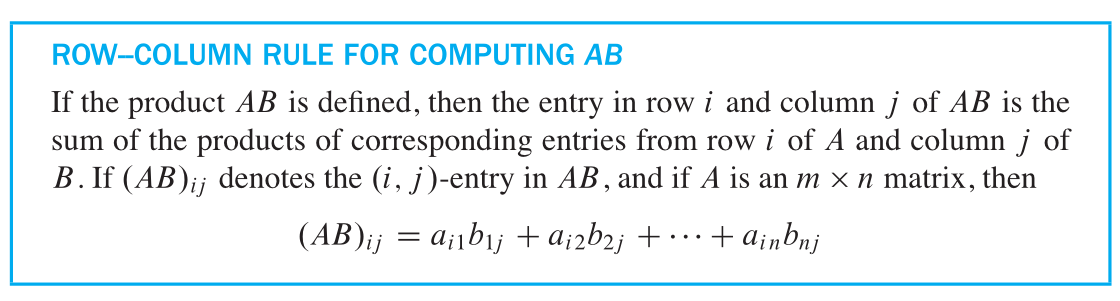 ROW–COLUMN RULE FOR COMPUTING AB
If the product AB is defined, then the entry in row i and column j of AB is the
sum of the products of corresponding entries from row i of A and column j of
B. If (AB)ij denotes the (i, j)-entry in AB, and if A is an m × n matrix, then
(AB)ij = ai1b1j + ai2b2j + ··· + ainbnj